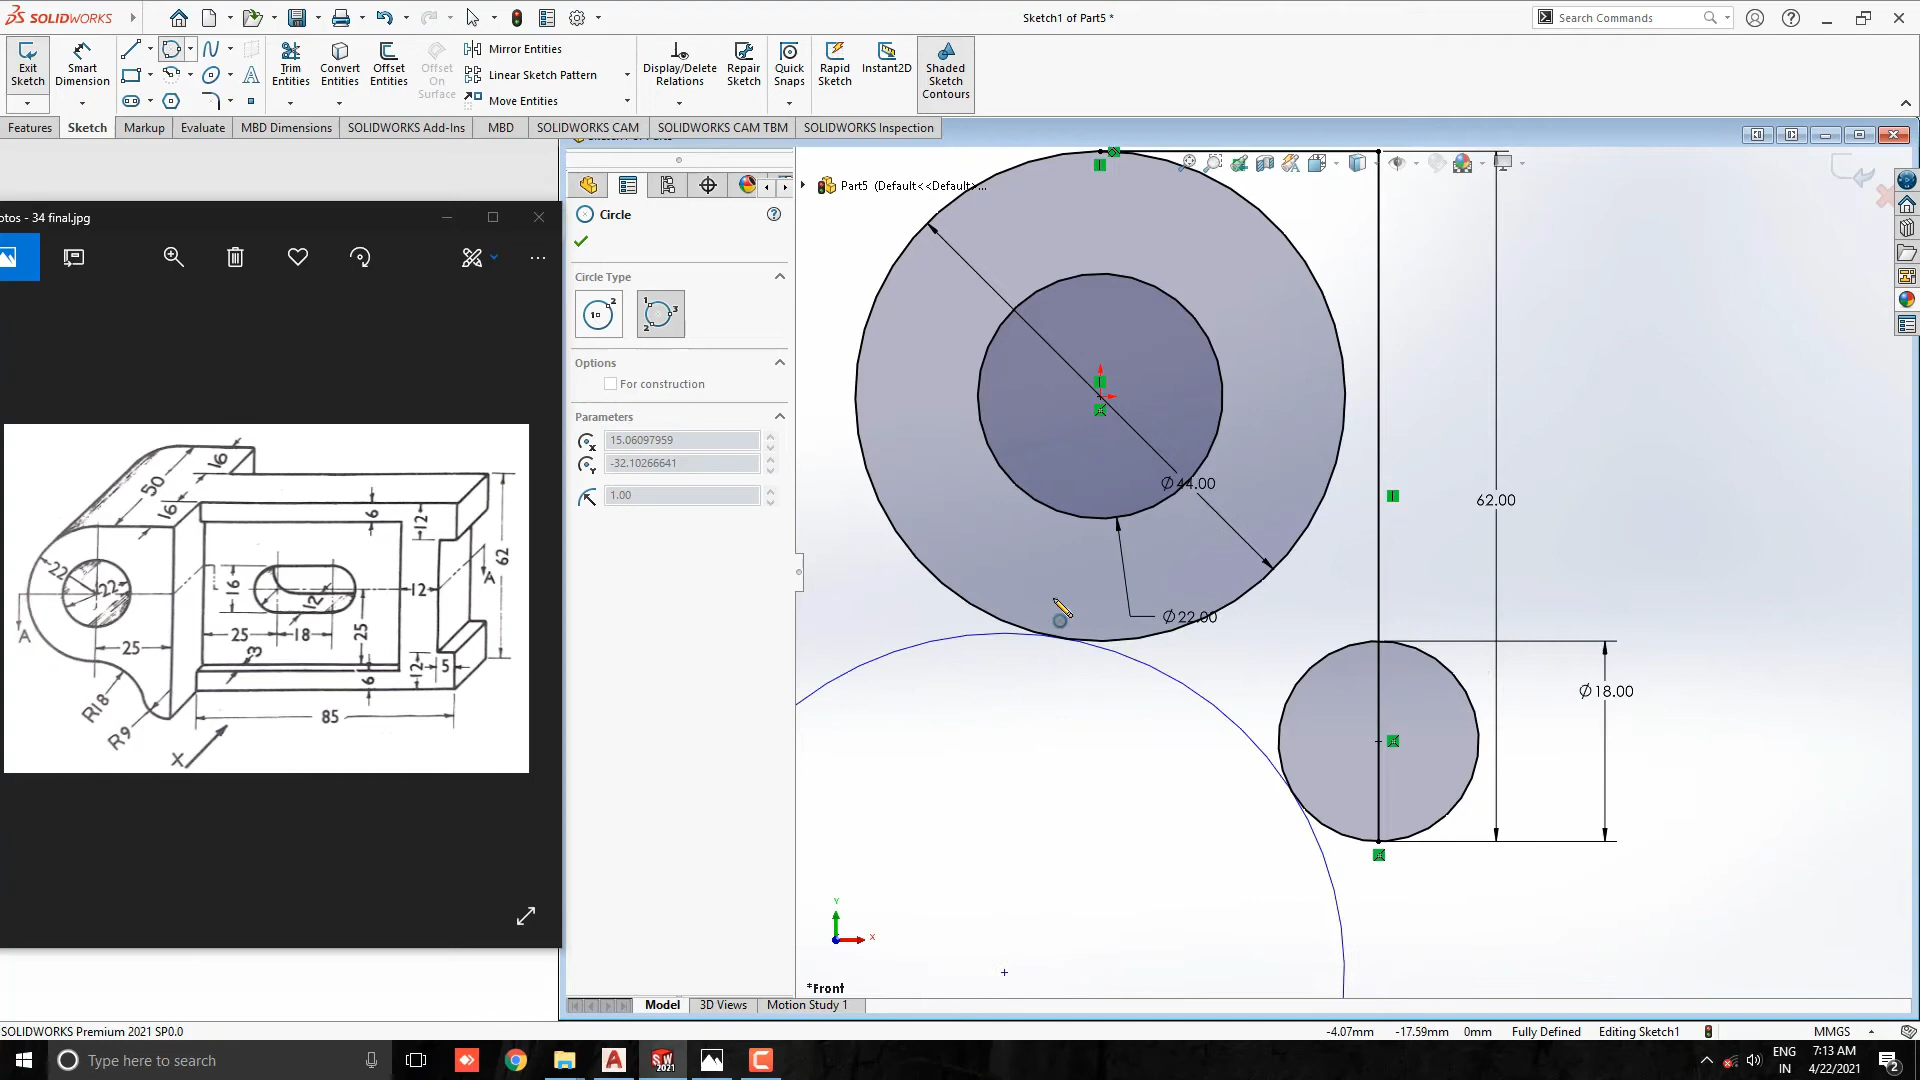 SOLIDWORKS
Sketch1 of Part5 *
Search Commands
Exit Sketch
Smart Dimension
Trim Entities
Convert Entities
Offset Entities
Offset On Surface
Mirror Entities
Linear Sketch Pattern
Move Entities
Display/Delete Relations
Repair Sketch
Quick Snaps
Rapid Sketch
Instant2D
Shaded Sketch Contours
Features
Sketch
Markup
Evaluate
MBD Dimensions
SOLIDWORKS Add-Ins
MBD
SOLIDWORKS CAM
SOLIDWORKS CAM TBM
SOLIDWORKS Inspection
Part5 (Default<<Default>...
otos - 34 final.jpg
Circle
Circle Type
Options
For construction
Parameters
15.06097959
-32.10266641
1.00
16
50
16
6
12
62
22
22
16
12
12
A
A
25
25
18
25
3
6
12
5
R18
R9
85
X
Ø44.00
Ø22.00
62.00
Ø18.00
Y
X
*Front
Model
3D Views
Motion Study 1
SOLIDWORKS Premium 2021 SP0.0
-4.07mm
-17.59mm
0mm
Fully Defined
Editing Sketch1
MMGS
Type here to search
SW
2021
ENG
IN
7:13 AM
4/22/2021
2